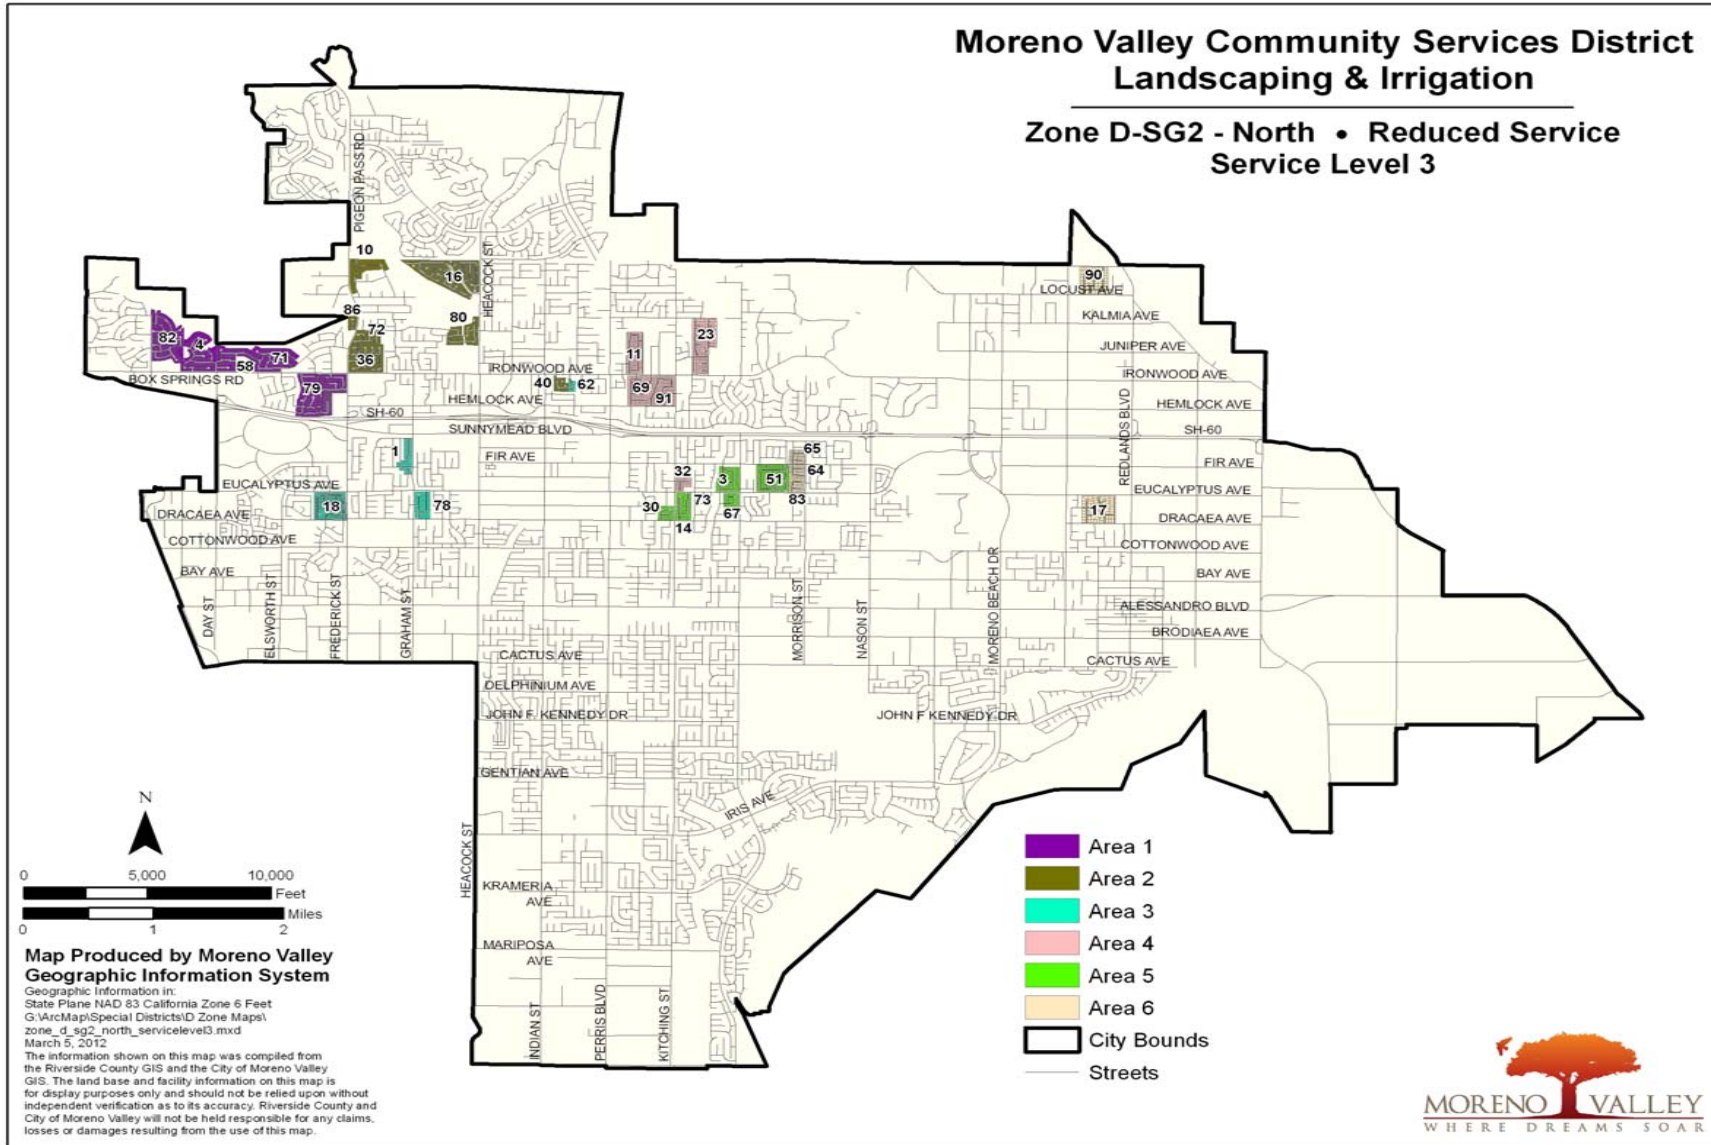 Moreno Valley Community Services District
Landscaping & Irrigation
Zone D-SG2 - North • Reduced Service
Service Level 3
PIGEON PASS RD
10
16
HEACOCK ST
90
LOCUST AVE
86
72
80
KALMIA AVE
82
4
23
36
11
JUNIPER AVE
58
71
BOX SPRINGS RD
IRONWOOD AVE
IRONWOOD AVE
79
40
62
69
91
HEMLOCK AVE
HEMLOCK AVE
REDLANDS BLVD
SH-60
SUNNYMEAD BLVD
SH-60
1
FIR AVE
65
FIR AVE
32
3
51
64
EUCALYPTUS AVE
EUCALYPTUS AVE
18
78
30
73
67
83
17
DRACAEA AVE
DRACAEA AVE
14
COTTONWOOD AVE
COTTONWOOD AVE
BAY AVE
BAY AVE
DAY ST
ELSWORTH ST
FREDERICK ST
GRAHAM ST
MORRISON ST
NASON ST
MORENO BEACH DR
ALESSANDRO BLVD
BRODIAEA AVE
CACTUS AVE
CACTUS AVE
DELPHINIUM AVE
JOHN F. KENNEDY DR
JOHN F KENNEDY DR
GENTIAN AVE
IRIS AVE
HEACOCK ST
KRAMERIA
AVE
MARIPOSA
AVE
INDIAN ST
PERRIS BLVD
KITCHING ST
N
0 5,000 10,000
Feet
Miles
0 1 2
Map Produced by Moreno Valley
Geographic Information System
Geographic Information in:
State Plane NAD 83 California Zone 6 Feet
G:\ArcMap\Special Districts\D Zone Maps\
zone_d_sg2_north_servicelevel3.mxd
March 5, 2012
The information shown on this map was compiled from
the Riverside County GIS and the City of Moreno Valley
GIS. The land base and facility information on this map is
for display purposes only and should not be relied upon without
independent verification as to its accuracy. Riverside County and
City of Moreno Valley will not be held responsible for any claims,
losses or damages resulting from the use of this map.
Area 1
Area 2
Area 3
Area 4
Area 5
Area 6
City Bounds
Streets
MORENO VALLEY
WHERE DREAMS SOAR